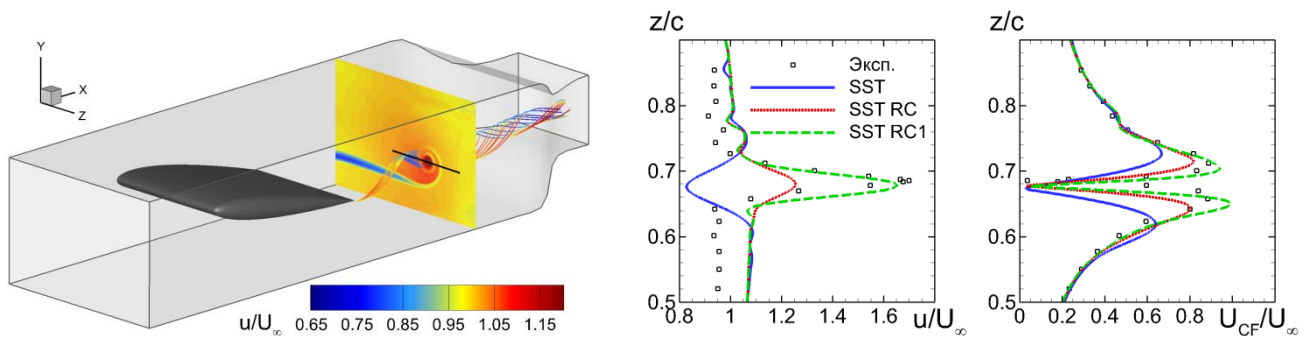 Y
X
Z
u/U∞
0.65 0.75 0.85 0.95 1.05 1.15
z/c
0.8
0.7
0.6
0.5
0.8 1 1.2 1.4 1.6 u/U∞
Эксп.
SST
SST RC
SST RC1
z/c
0.8
0.7
0.6
0.5
0 0.2 0.4 0.6 0.8 U_CF/U∞